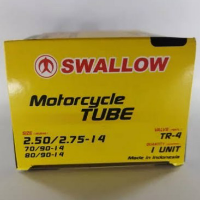 SWALLOW
Motorcycle
TUBE
SIZE
VALVE
2.50/2.75-14
TR-4
70/90-14
QUANTITY
80/90-14
1 UNIT
Made in Indonesia